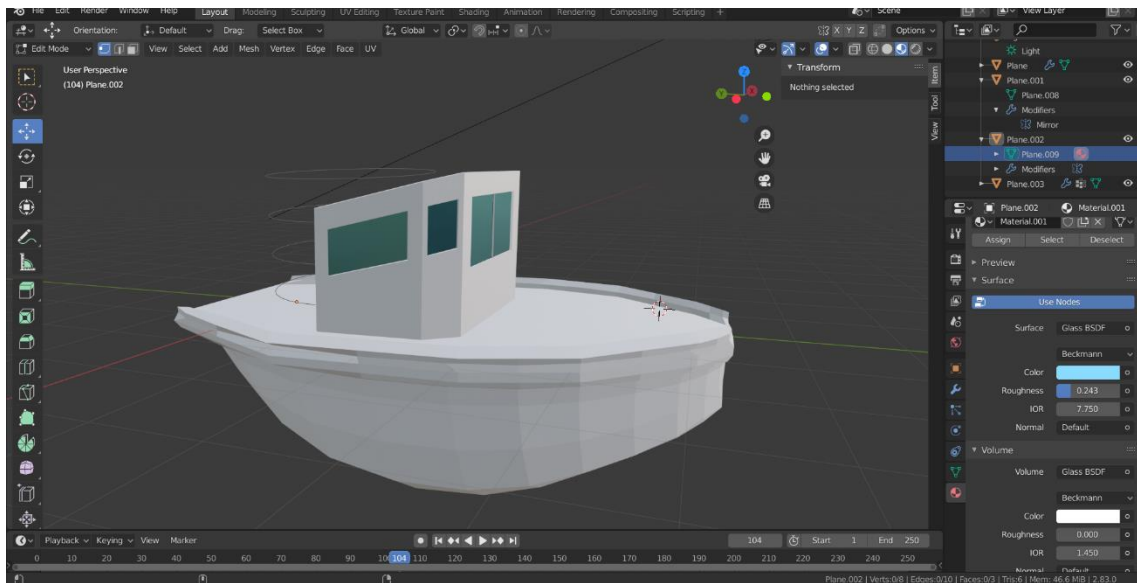 File Edit Render Window Help Layout Modeling Sculpting UV Editing Texture Paint Shading Animation Rendering Compositing Scripting + Scene View Layer
Orientation: Default Drag: Select Box Global X Y Z Options
Edit Mode View Select Add Mesh Vertex Edge Face UV
User Perspective
(104) Plane.002
Z
Y
Transform
Nothing selected
Item
Tool
View
Light
Plane
Plane.001
Plane.008
Modifiers
Mirror
Plane.002
Plane.009
Modifiers
Plane.003
Plane.002 Material.001
Material.001
Assign Select Deselect
Preview
Surface
Use Nodes
Surface Glass BSDF
Beckmann
Color
Roughness 0.243
IOR 7.750
Normal Default
Volume
Volume Glass BSDF
Beckmann
Color
Roughness 0.000
IOR 1.450
Normal Default
Playback Keying View Marker 104 Start 1 End 250
0 10 20 30 40 50 60 70 80 90 104 110 120 130 140 150 160 170 180 190 200 210 220 230 240 250
Plane.002 | Verts:0/8 | Edges:0/10 | Faces:0/3 | Tris:6 | Mem: 46.6 MiB | 2.83.0